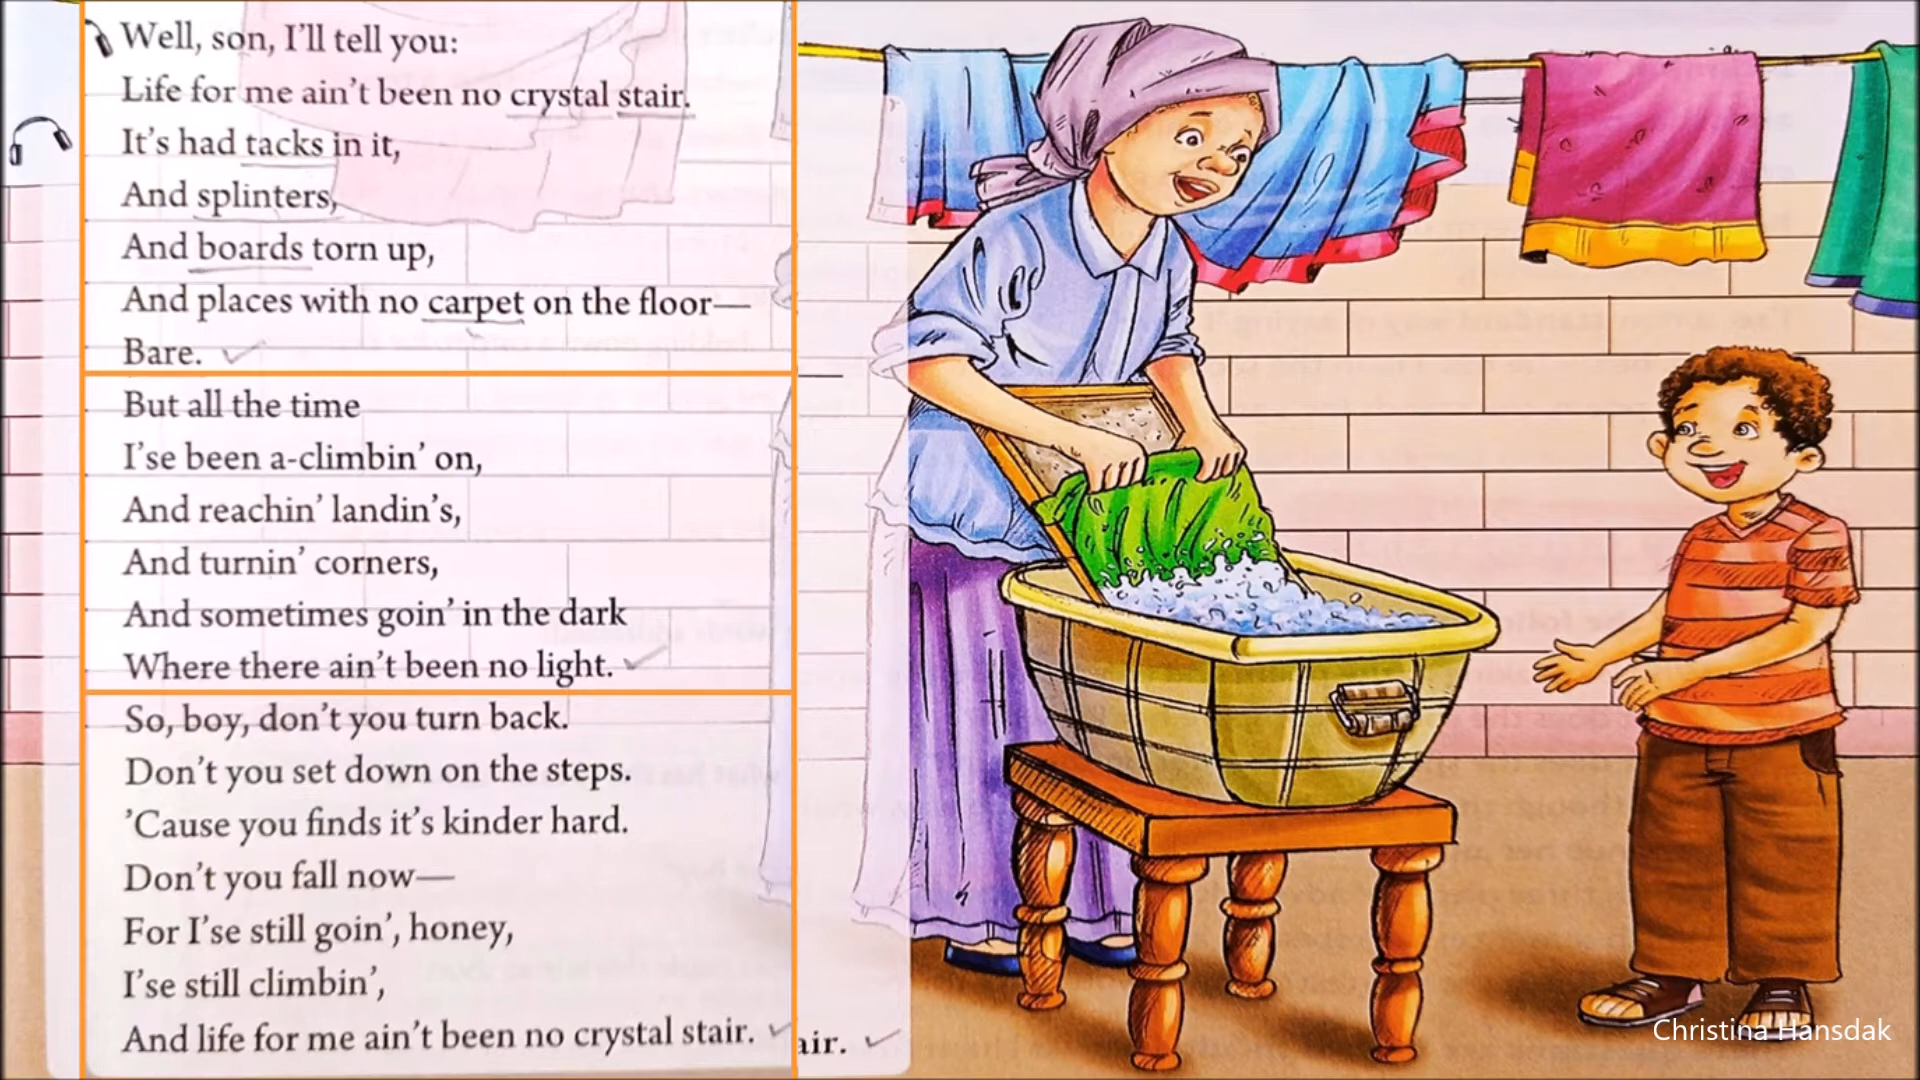 Well, son, I'll tell you:
Life for me ain't been no crystal stair.
It's had tacks in it,
And splinters,
And boards torn up,
And places with no carpet on the floor—
Bare.
But all the time
I'se been a-climbin' on,
And reachin' landin's,
And turnin' corners,
And sometimes goin' in the dark
Where there ain't been no light.
So, boy, don't you turn back.
Don't you set down on the steps.
'Cause you finds it's kinder hard.
Don't you fall now—
For I'se still goin', honey,
I'se still climbin',
And life for me ain't been no crystal stair.
air.
Christina Hansdak